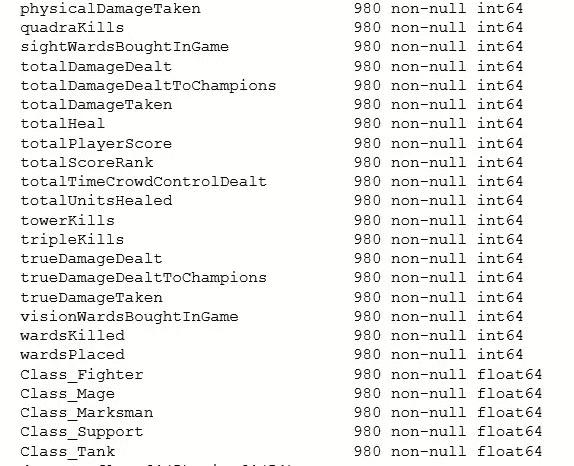 physicalDamageTaken 980 non-null int64
quadraKills 980 non-null int64
sightWardsBoughtInGame 980 non-null int64
totalDamageDealt 980 non-null int64
totalDamageDealtToChampions 980 non-null int64
totalDamageTaken 980 non-null int64
totalHeal 980 non-null int64
totalPlayerScore 980 non-null int64
totalScoreRank 980 non-null int64
totalTimeCrowdControlDealt 980 non-null int64
totalUnitsHealed 980 non-null int64
towerKills 980 non-null int64
tripleKills 980 non-null int64
trueDamageDealt 980 non-null int64
trueDamageDealtToChampions 980 non-null int64
trueDamageTaken 980 non-null int64
visionWardsBoughtInGame 980 non-null int64
wardsKilled 980 non-null int64
wardsPlaced 980 non-null int64
Class_Fighter 980 non-null float64
Class_Mage 980 non-null float64
Class_Marksman 980 non-null float64
Class_Support 980 non-null float64
Class_Tank 980 non-null float64